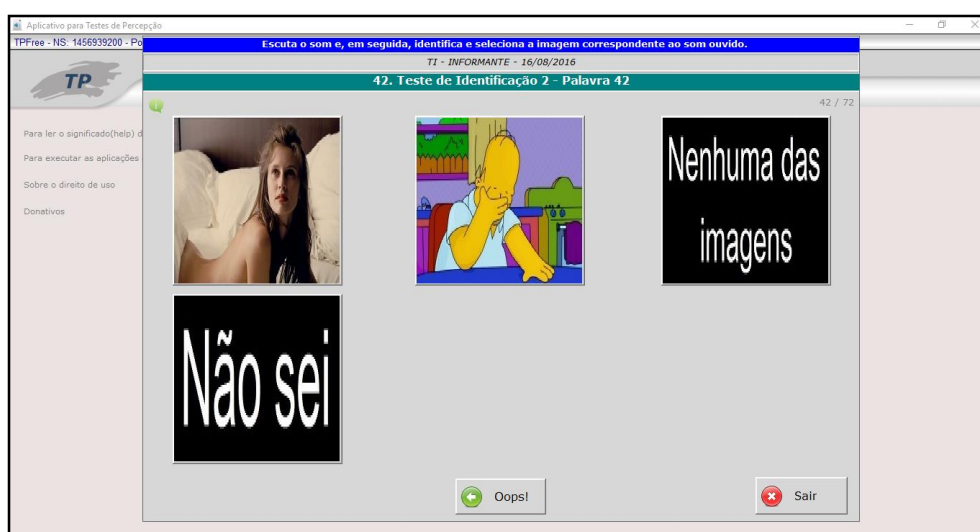 Aplicativo para Testes de Percepção
TPFree - NS: 1456939200 - Po
Escuta o som e, em seguida, identifica e seleciona a imagem correspondente ao som ouvido.
TI - INFORMANTE - 16/08/2016
42. Teste de Identificação 2 - Palavra 42
42 / 72
TP
Para ler o significado(help) d
Para executar as aplicações
Sobre o direito de uso
Donativos
Nenhuma das
imagens
Não sei
Oops!
Sair